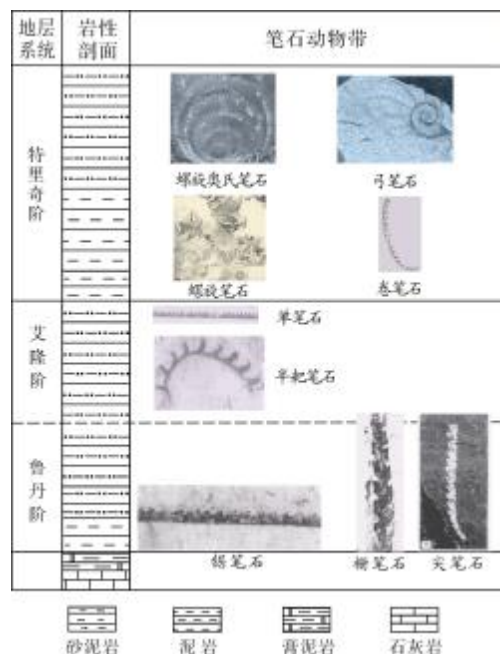 地层
系统
岩性
剖面
笔石动物带
特里奇阶
螺旋奥氏笔石
弓笔石
螺旋笔石
卷笔石
艾隆阶
单笔石
半耙笔石
鲁丹阶
锯笔石
栅笔石
尖笔石
砂泥岩
泥岩
膏泥岩
石灰岩